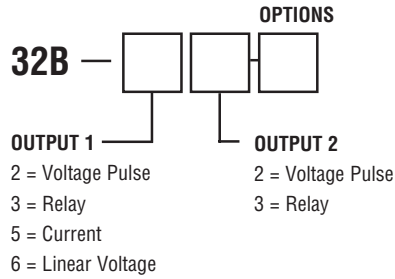 OPTIONS
32B —
OUTPUT 1
2 = Voltage Pulse
3 = Relay
5 = Current
6 = Linear Voltage
OUTPUT 2
2 = Voltage Pulse
3 = Relay